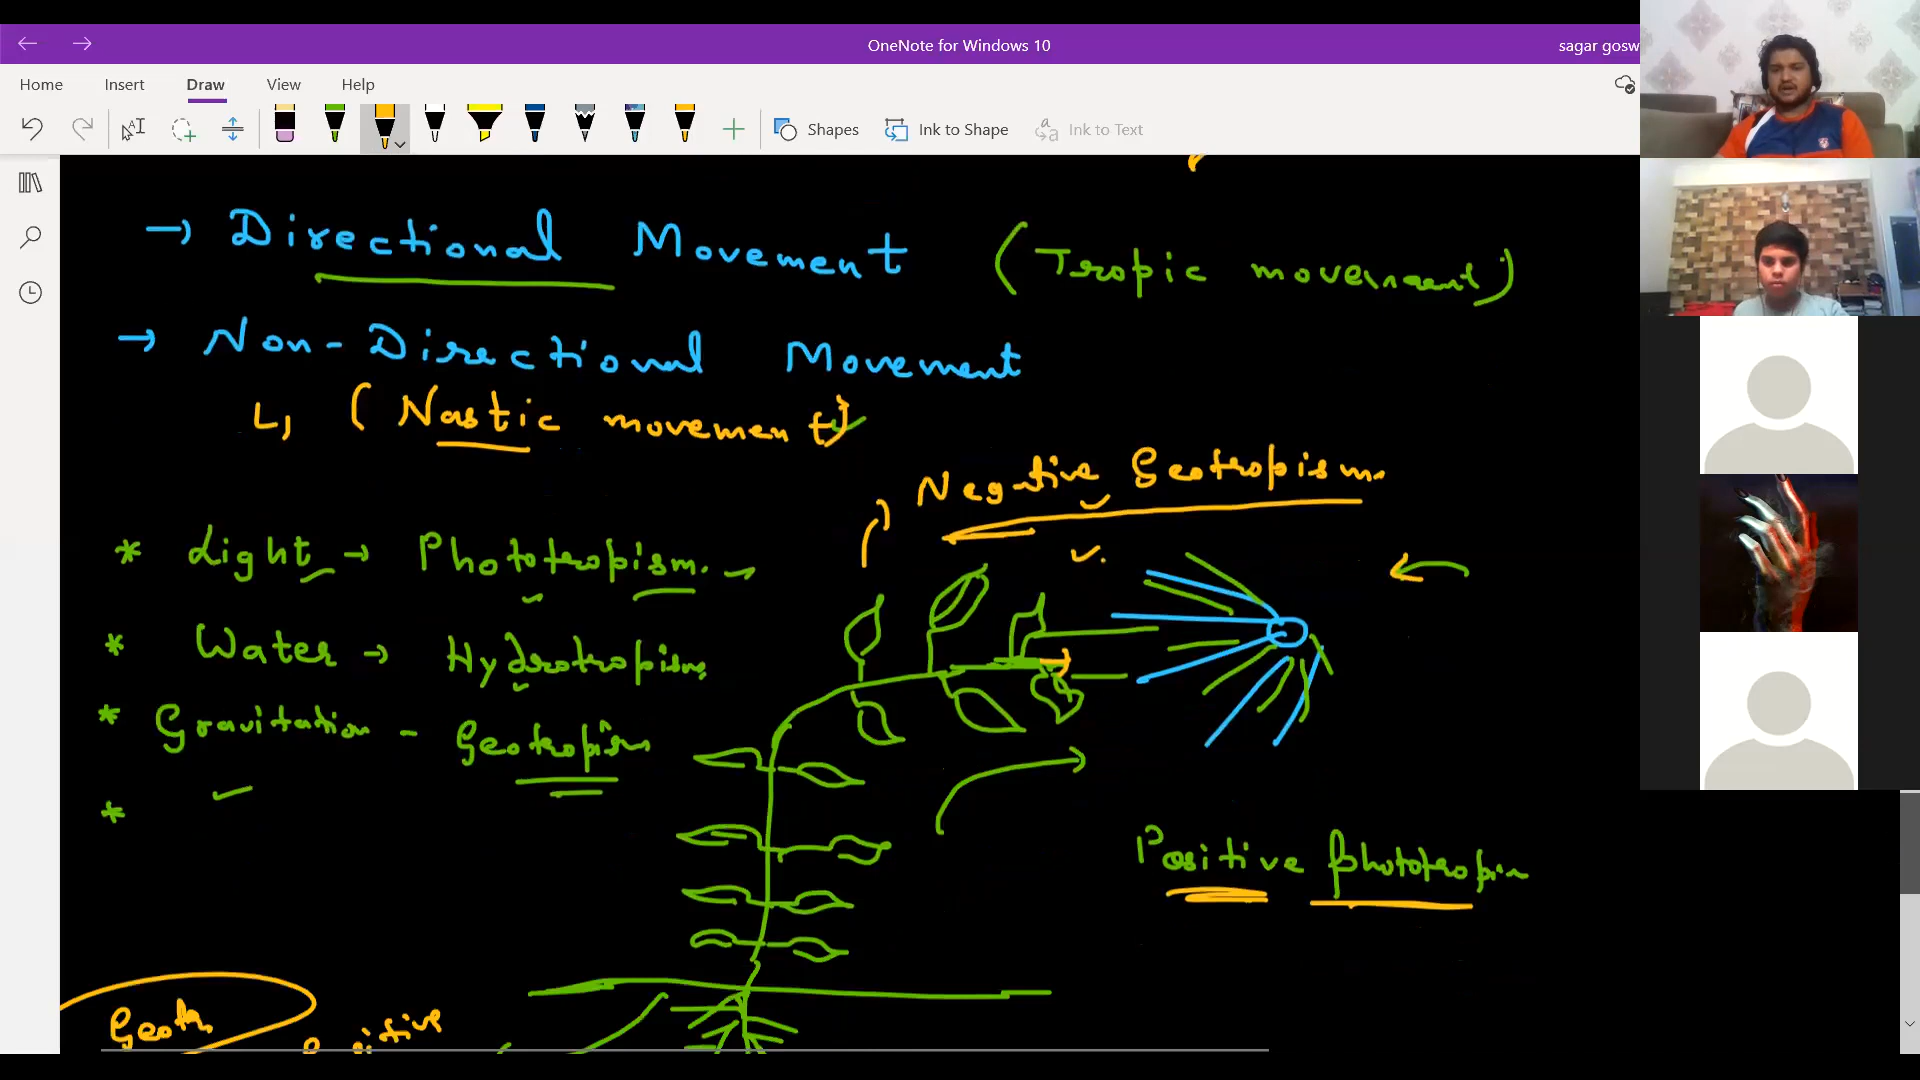 OneNote for Windows 10
sagar gosw
Home Insert Draw View Help
Shapes Ink to Shape Ink to Text
→ Directional Movement (Tropic movement)
→ Non-Directional Movement
↳ (Nastic movement)
Negative Geotropism.
* Light → Phototropism.
* Water → Hydrotropism
* Gravitation - Geotropism
*
Positive phototropism
Geotr